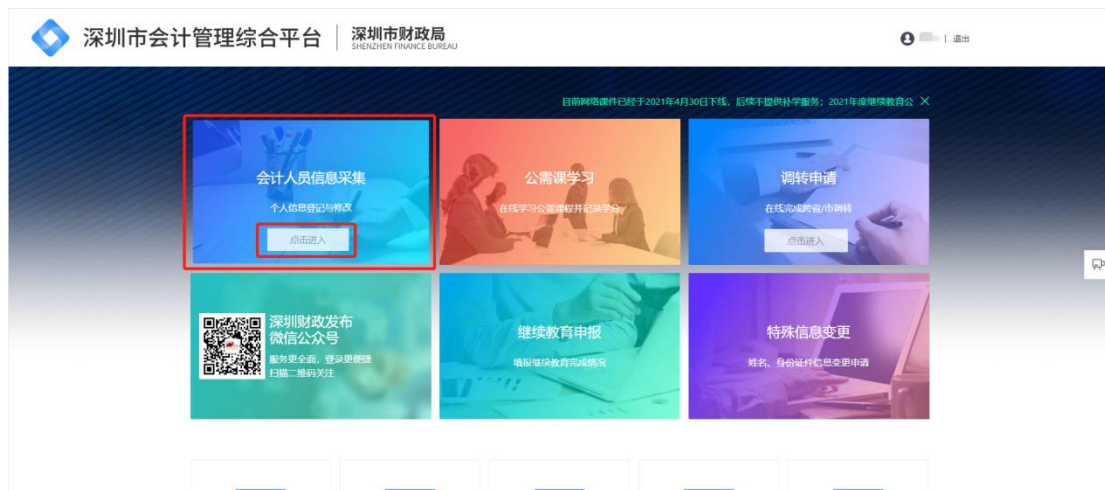 深圳市会计管理综合平台
深圳市财政局
SHENZHEN FINANCE BUREAU
退出
目前网络课件已经于2021年4月30日下线，后续不提供补学服务；2021年度继续教育公
会计人员信息采集
个人信息登记与修改
点击进入
公需课学习
在线学习公需课程并记录学分
调转申请
在线完成跨省/市调转
点击进入
深圳财政发布
微信公众号
服务更全面，登录更便捷
扫描二维码关注
继续教育申报
填报继续教育完成情况
特殊信息变更
姓名、身份证件信息变更申请